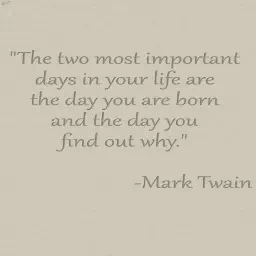 "The two most important
days in your life are
the day you are born
and the day you
find out why."
-Mark Twain